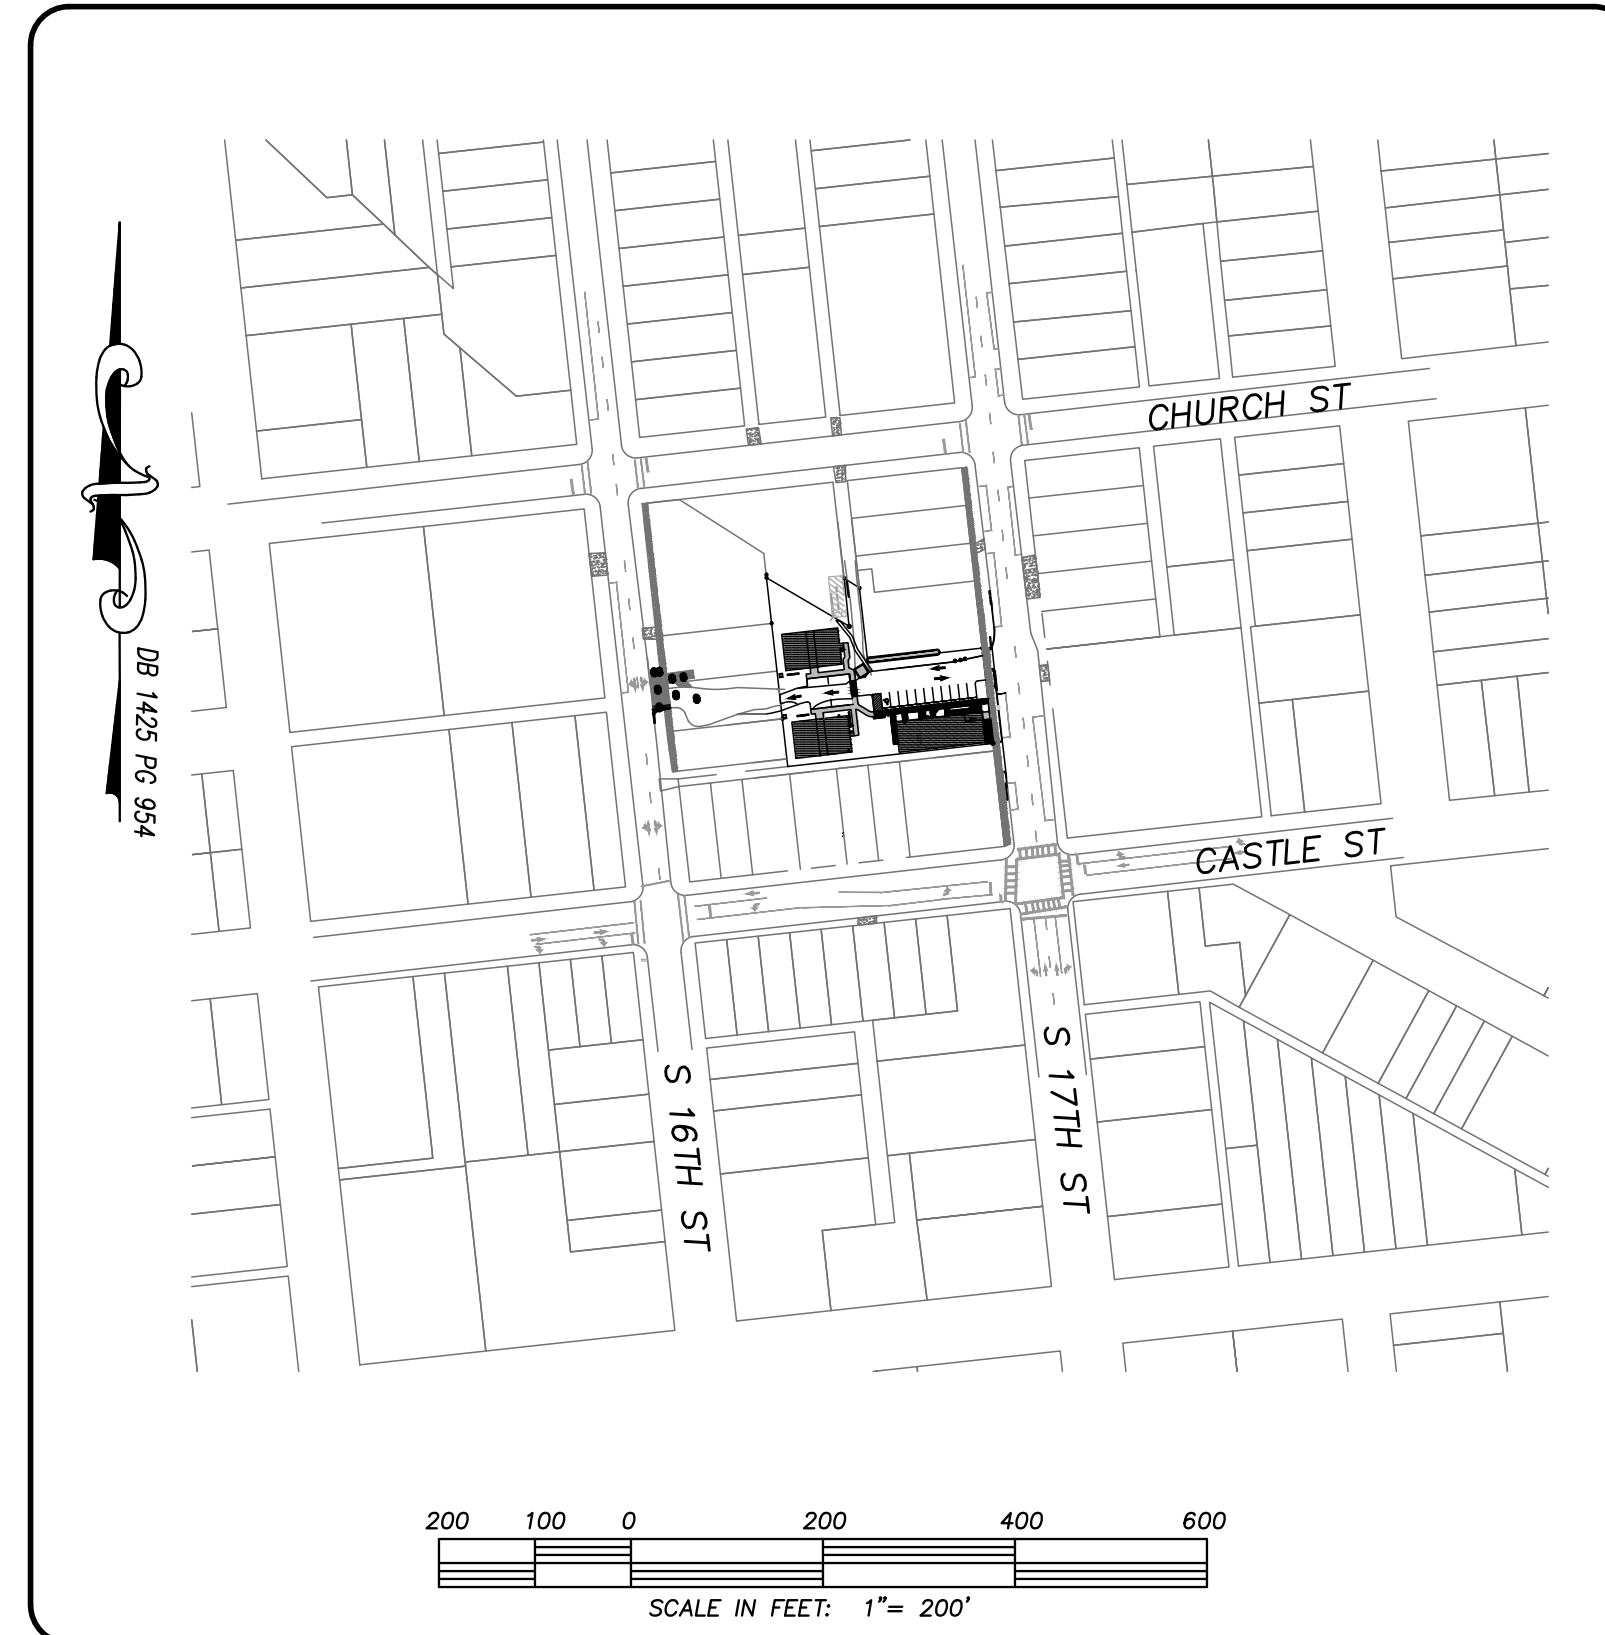 CHURCH ST
DB 1425 PG 954
CASTLE ST
S 16TH ST
S 17TH ST
200 100 0 200 400 600
SCALE IN FEET: 1"= 200'